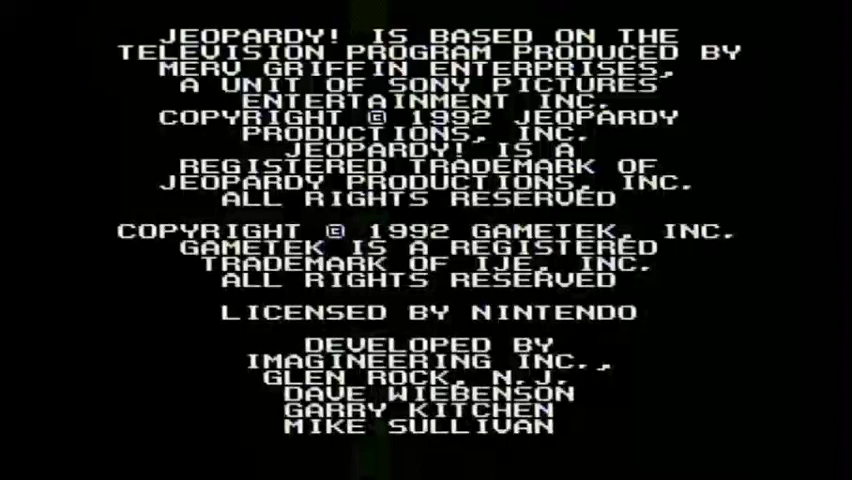 JEOPARDY! IS BASED ON THE
TELEVISION PROGRAM PRODUCED BY
MERV GRIFFIN ENTERPRISES,
A UNIT OF SONY PICTURES
ENTERTAINMENT INC.
COPYRIGHT © 1992 JEOPARDY
PRODUCTIONS, INC.
JEOPARDY! IS A
REGISTERED TRADEMARK OF
JEOPARDY PRODUCTIONS, INC.
ALL RIGHTS RESERVED
COPYRIGHT © 1992 GAMETEK, INC.
GAMETEK IS A REGISTERED
TRADEMARK OF IJE, INC.
ALL RIGHTS RESERVED
LICENSED BY NINTENDO
DEVELOPED BY
IMAGINEERING INC.,
GLEN ROCK, N.J.
DAVE WIEBENSON
GARRY KITCHEN
MIKE SULLIVAN